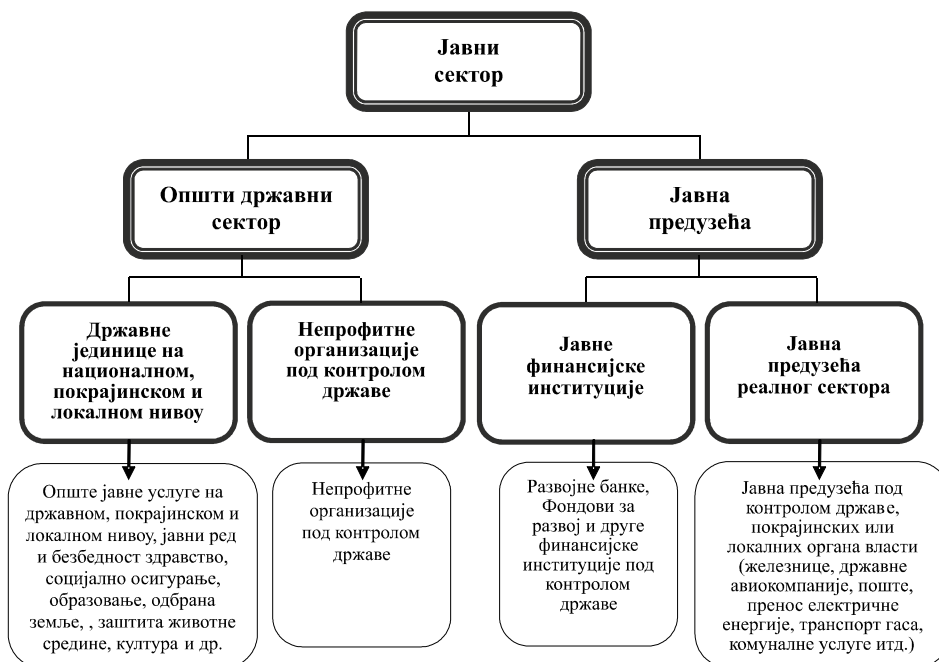 Јавни
сектор
Општи државни
сектор
Јавна
предузећа
Државне
јединице на
националном,
покрајинском и
локалном нивоу
Непрофитне
организације
под контролом
државе
Јавне
финансијске
институције
Јавна
предузећа
реалног сектора
Опште јавне услуге на
државном, покрајинском и
локалном нивоу, јавни ред
и безбедност здравство,
социјално осигурање,
образовање, одбрана
земље, , заштита животне
средине, култура и др.
Непрофитне
организације
под контролом
државе
Развојне банке,
Фондови за
развој и друге
финансијске
институције под
контролом
државе
Јавна предузећа под
контролом државе,
покрајинских или
локалних органа власти
(железнице, државне
авиокомпаније, поште,
пренос електричне
енергије, транспорт гаса,
комуналне услуге итд.)